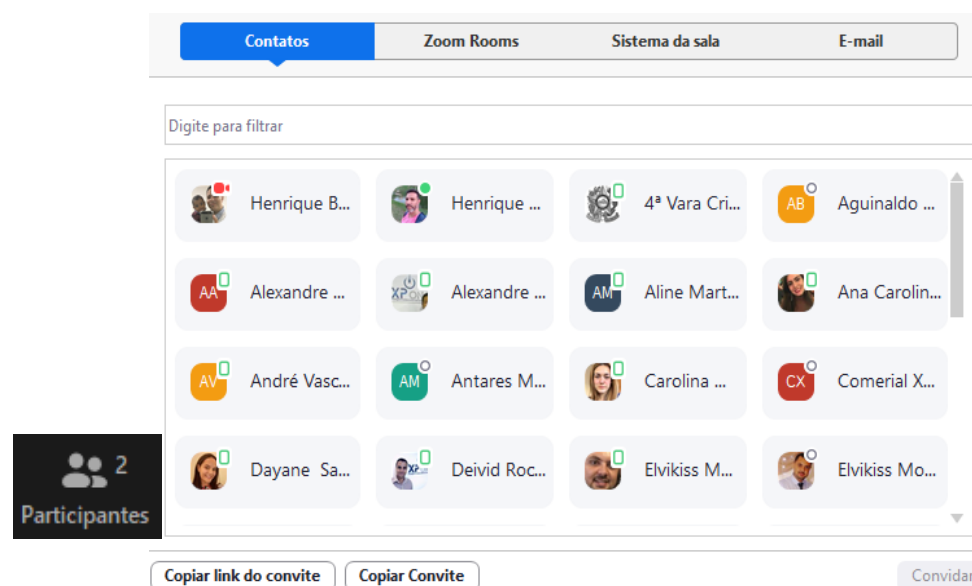 Contatos Zoom Rooms Sistema da sala E-mail
Digite para filtrar
Henrique B... Henrique ... 4ª Vara Cri... AB Aguinaldo ...
AA Alexandre ... XP Alexandre ... AM Aline Mart... Ana Carolin...
AV André Vasc... AM Antares M... Carolina ... CX Comerial X...
Dayane Sa... XP Deivid Roc... Elvikiss M... Elvikiss Mo...
2
Participantes
Copiar link do convite Copiar Convite Convidar